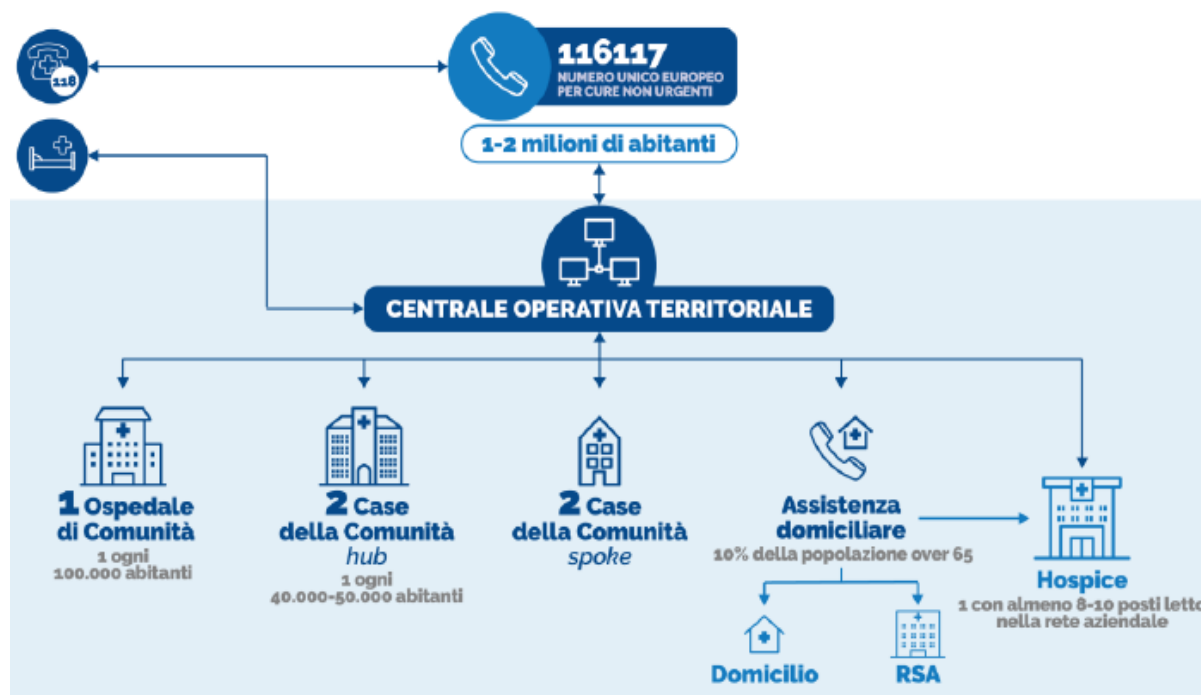 118
116117
NUMERO UNICO EUROPEO
PER CURE NON URGENTI
1-2 milioni di abitanti
CENTRALE OPERATIVA TERRITORIALE
1 Ospedale
di Comunità
1 ogni
100.000 abitanti
2 Case
della Comunità
hub
1 ogni
40.000-50.000 abitanti
2 Case
della Comunità
spoke
Assistenza
domiciliare
10% della popolazione over 65
Domicilio
RSA
Hospice
1 con almeno 8-10 posti letto
nella rete aziendale